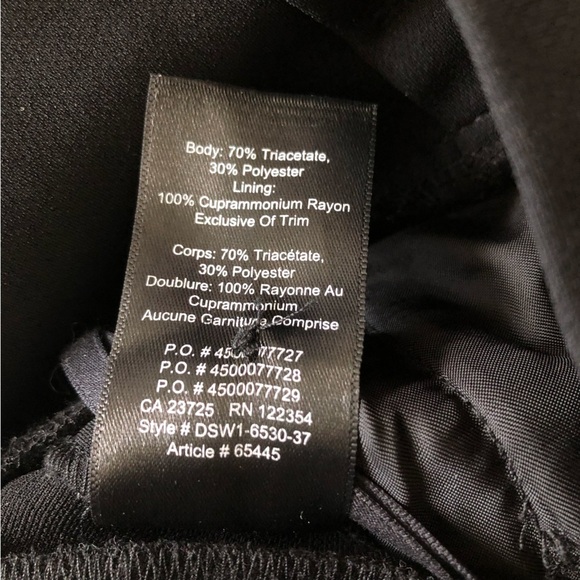 Body: 70% Triacetate,
30% Polyester
Lining:
100% Cuprammonium Rayon
Exclusive Of Trim
Corps: 70% Triacétate,
30% Polyester
Doublure: 100% Rayonne Au
Cuprammonium
Aucune Garniture Comprise
P.O. #
P.O. # 4500077728
P.O. # 4500077729
CA 23725 RN 122354
Style # DSW1-6530-37
Article # 65445